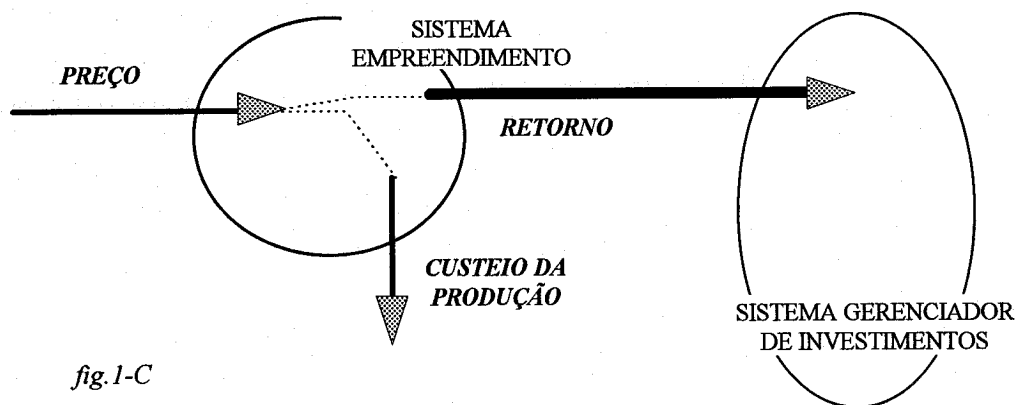 SISTEMA
EMPREENDIMENTO
PREÇO
RETORNO
CUSTEIO DA
PRODUÇÃO
SISTEMA GERENCIADOR
DE INVESTIMENTOS
fig.1-C